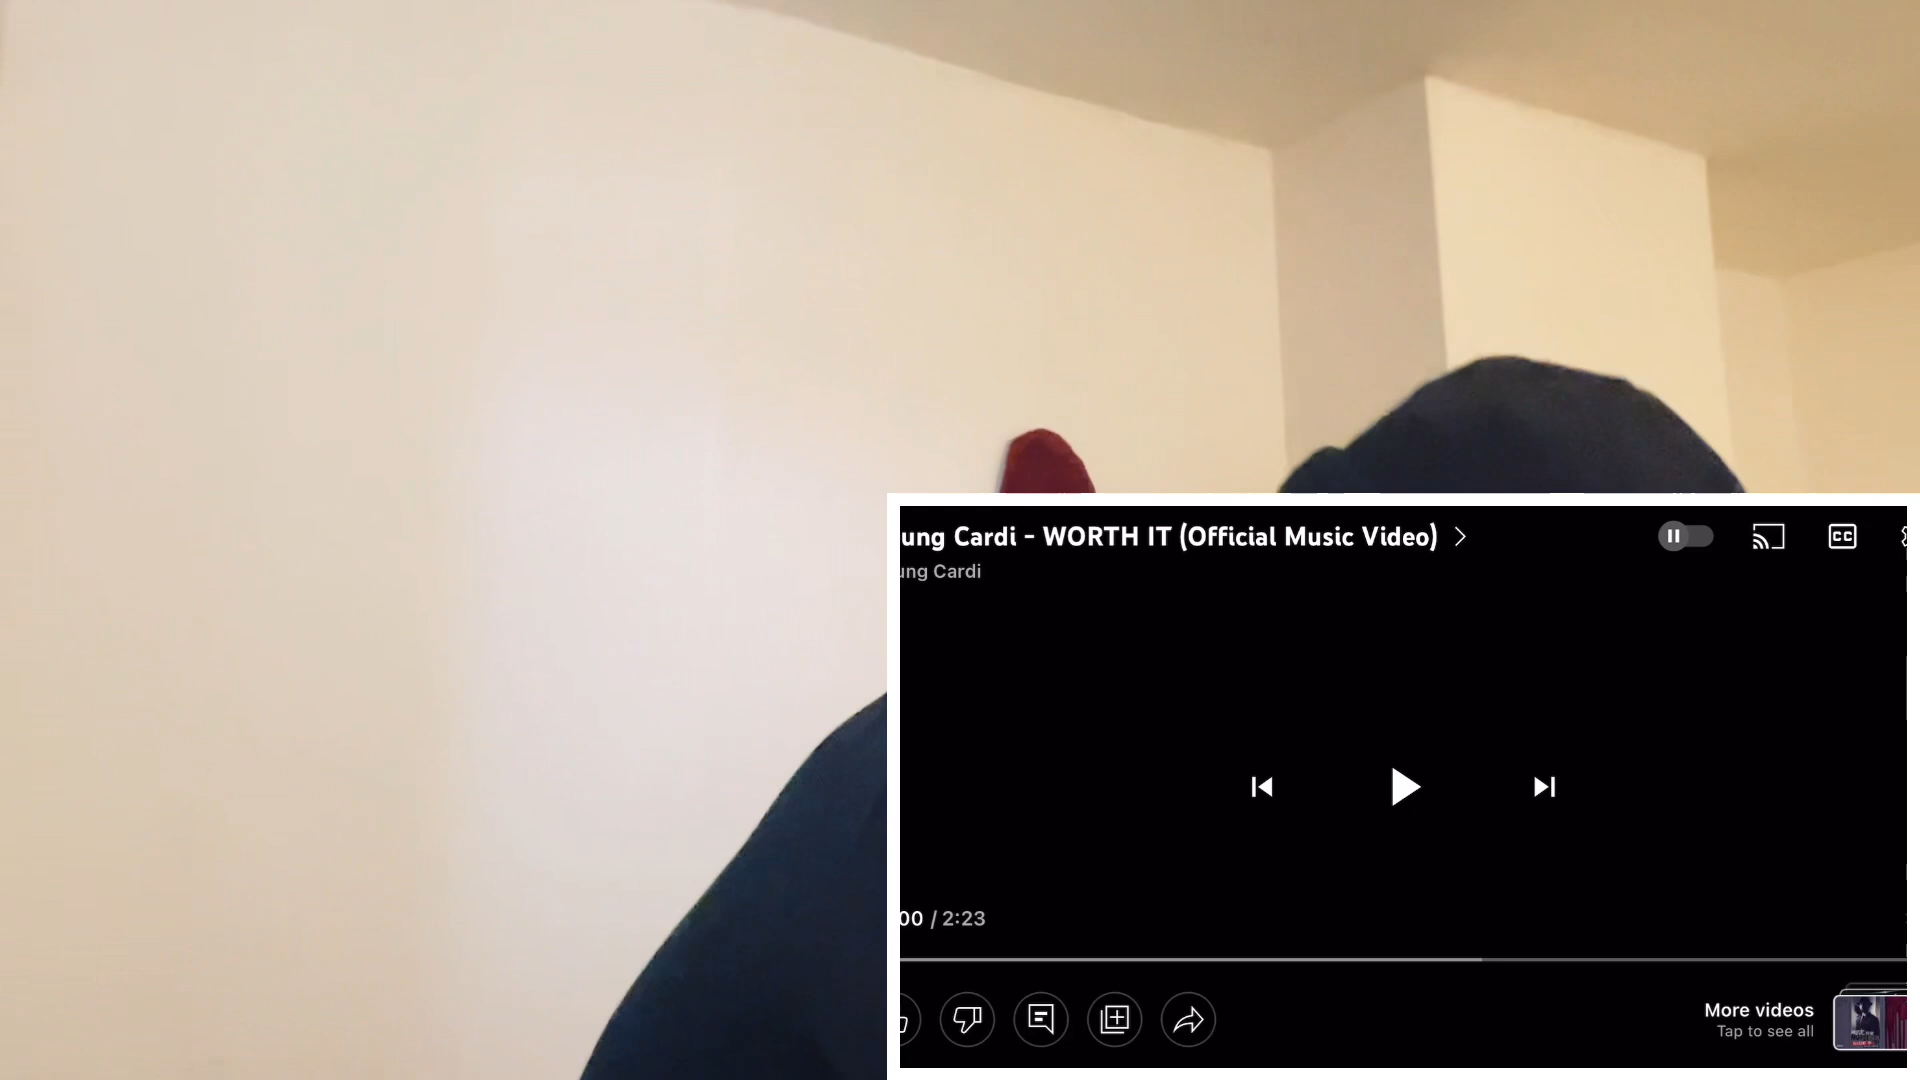 ung Cardi - WORTH IT (Official Music Video)
ung Cardi
00 / 2:23
More videos
Tap to see all